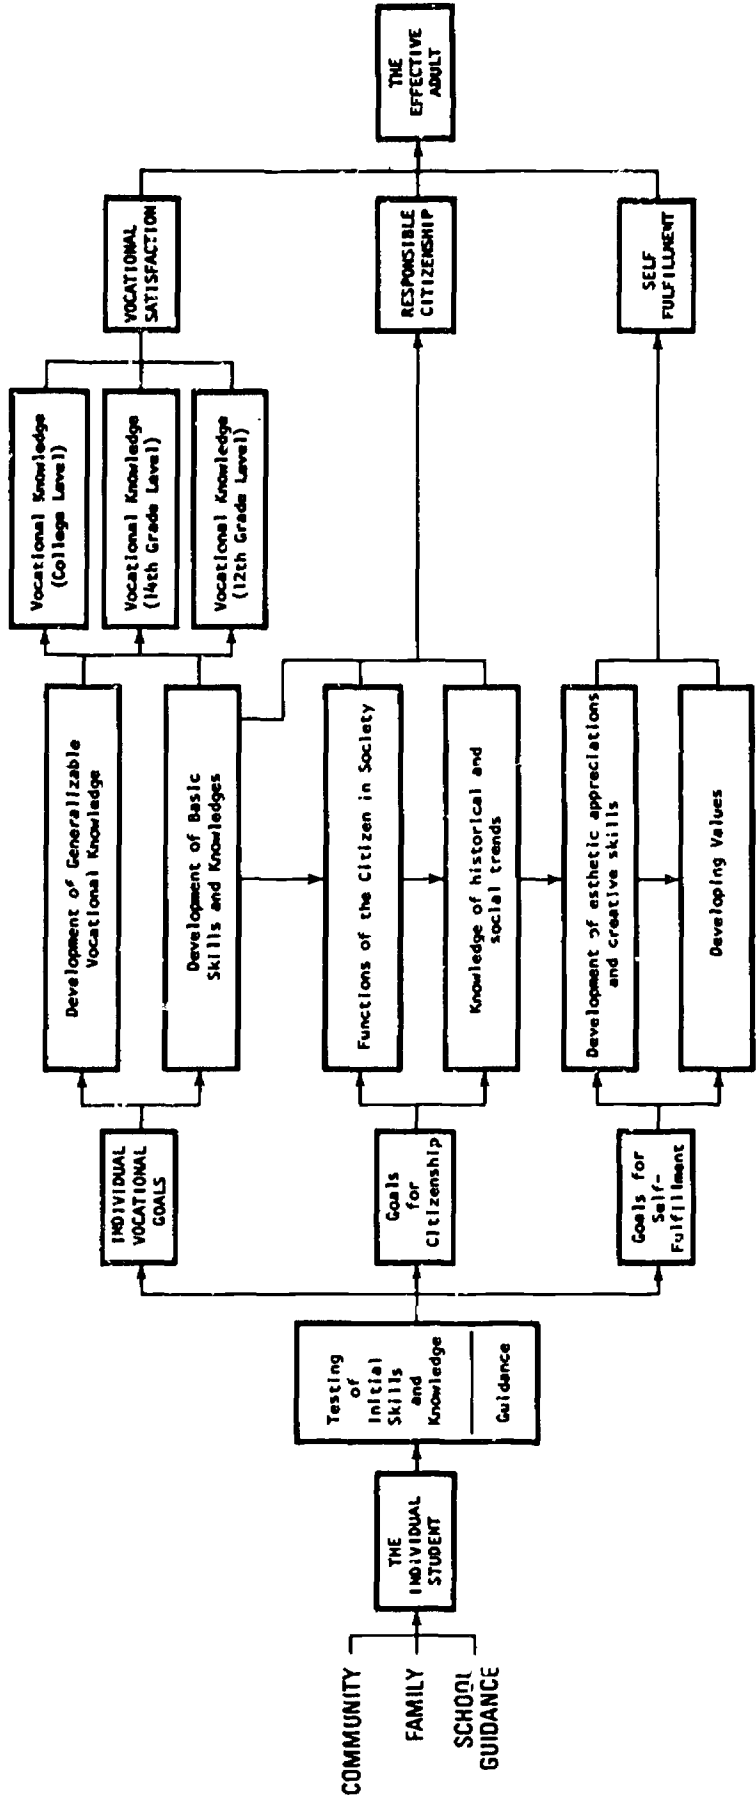 COMMUNITY
FAMILY
SCHOOL
GUIDANCE
THE
INDIVIDUAL
STUDENT
Testing
of
Initial
Skills
and
Knowledge
Guidance
INDIVIDUAL
VOCATIONAL
GOALS
Goals
for
Citizenship
Goals for
Self-
Fulfillment
Development of Generalizable
Vocational Knowledge
Development of Basic
Skills and Knowledges
Functions of the Citizen in Society
Knowledge of historical and
social trends
Development of esthetic appreciations
and creative skills
Developing Values
Vocational Knowledge
(College Level)
Vocational Knowledge
(14th Grade Level)
Vocational Knowledge
(12th Grade Level)
VOCATIONAL
SATISFACTION
RESPONSIBLE
CITIZENSHIP
SELF
FULFILLMENT
THE
EFFECTIVE
ADULT